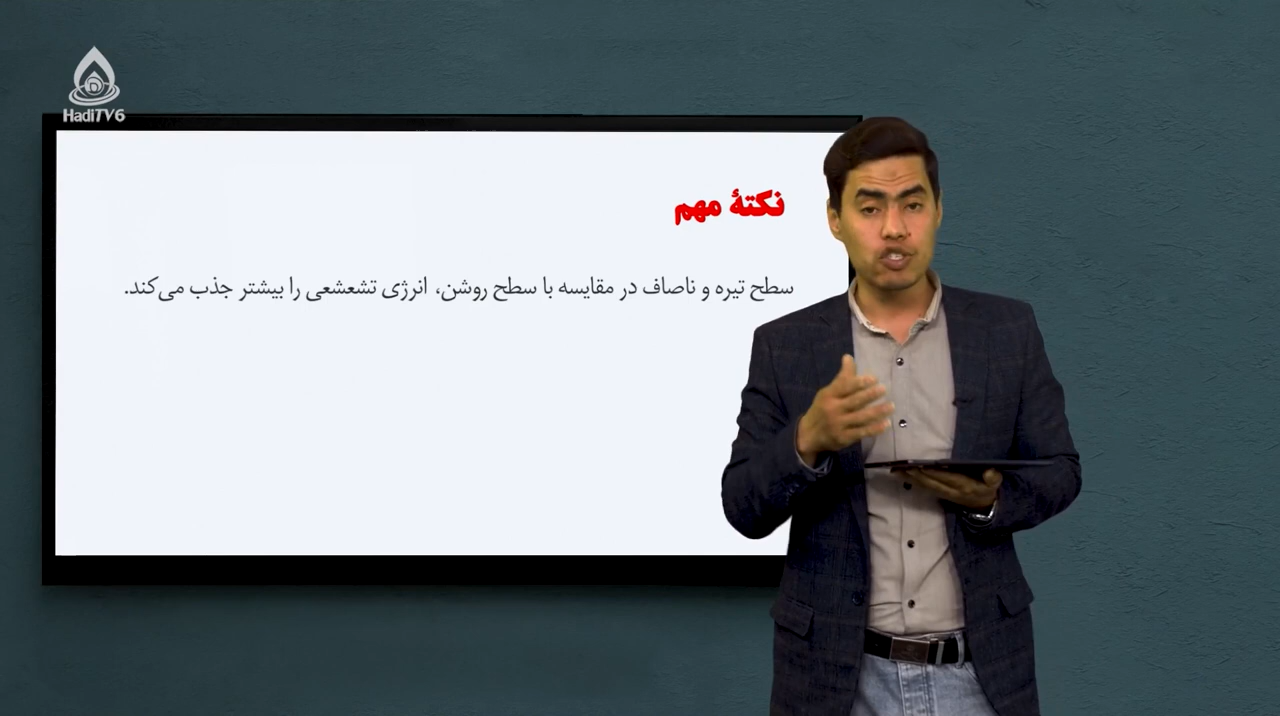 HadiTV6
نکتهٔ مهم
سطح تیره و ناصاف در مقایسه با سطح روشن، انرژی تشعشعی را بیشتر جذب می‌کند.